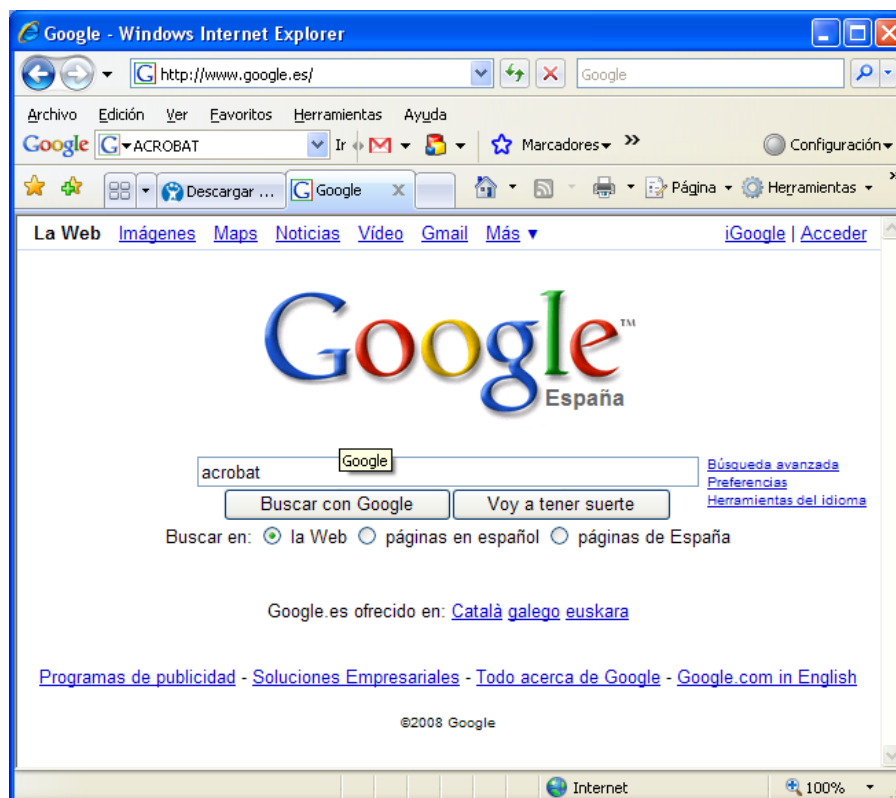 Google - Windows Internet Explorer
http://www.google.es/ Google
Archivo Edición Ver Favoritos Herramientas Ayuda
Google G ACROBAT Ir Marcadores Configuración
Descargar ... Google Página Herramientas
La Web Imágenes Maps Noticias Vídeo Gmail Más ▼ iGoogle | Acceder
Google™
España
Google
acrobat
Búsqueda avanzada
Preferencias
Herramientas del idioma
Buscar con Google Voy a tener suerte
Buscar en: la Web páginas en español páginas de España
Google.es ofrecido en: Català galego euskara
Programas de publicidad - Soluciones Empresariales - Todo acerca de Google - Google.com in English
©2008 Google
Internet 100%